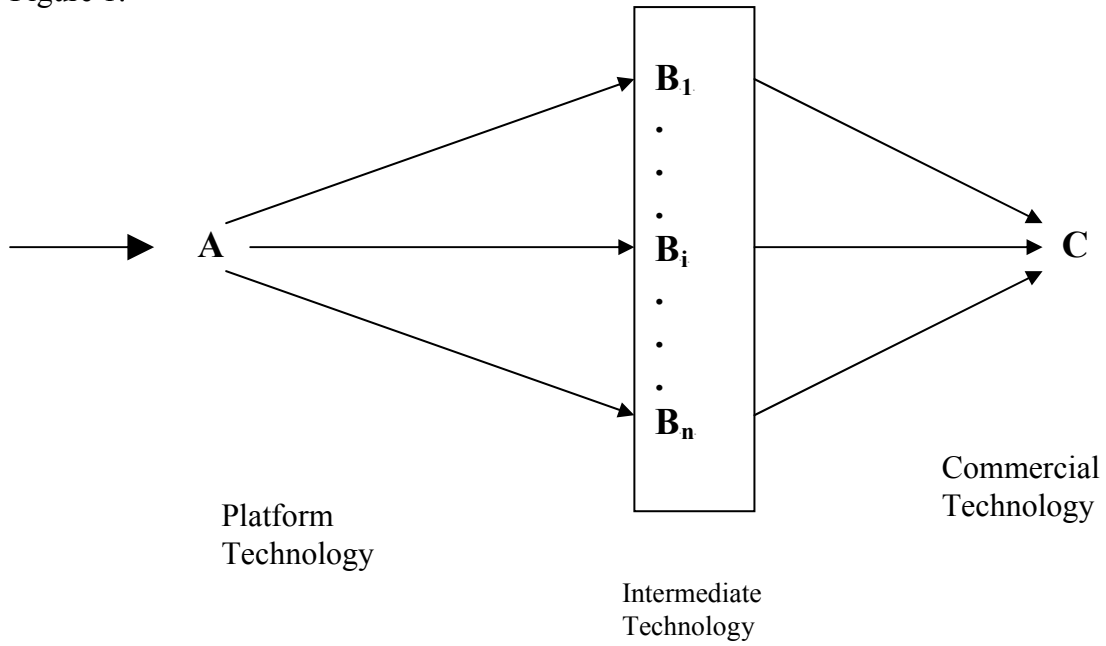 Figure 1.
B1
.
.
.
A
Bi
C
.
.
.
Bn
Commercial
Technology
Platform
Technology
Intermediate
Technology